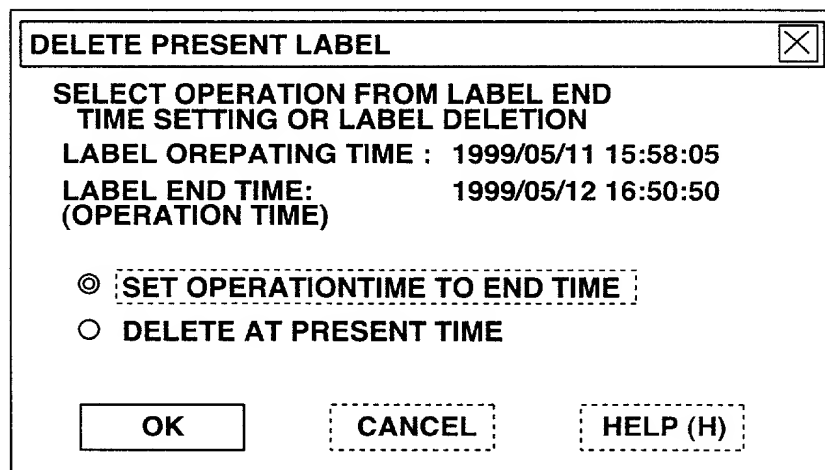 DELETE PRESENT LABEL
SELECT OPERATION FROM LABEL END
TIME SETTING OR LABEL DELETION
LABEL OREPATING TIME : 1999/05/11 15:58:05
LABEL END TIME: 1999/05/12 16:50:50
(OPERATION TIME)
SET OPERATIONTIME TO END TIME
DELETE AT PRESENT TIME
OK CANCEL HELP (H)